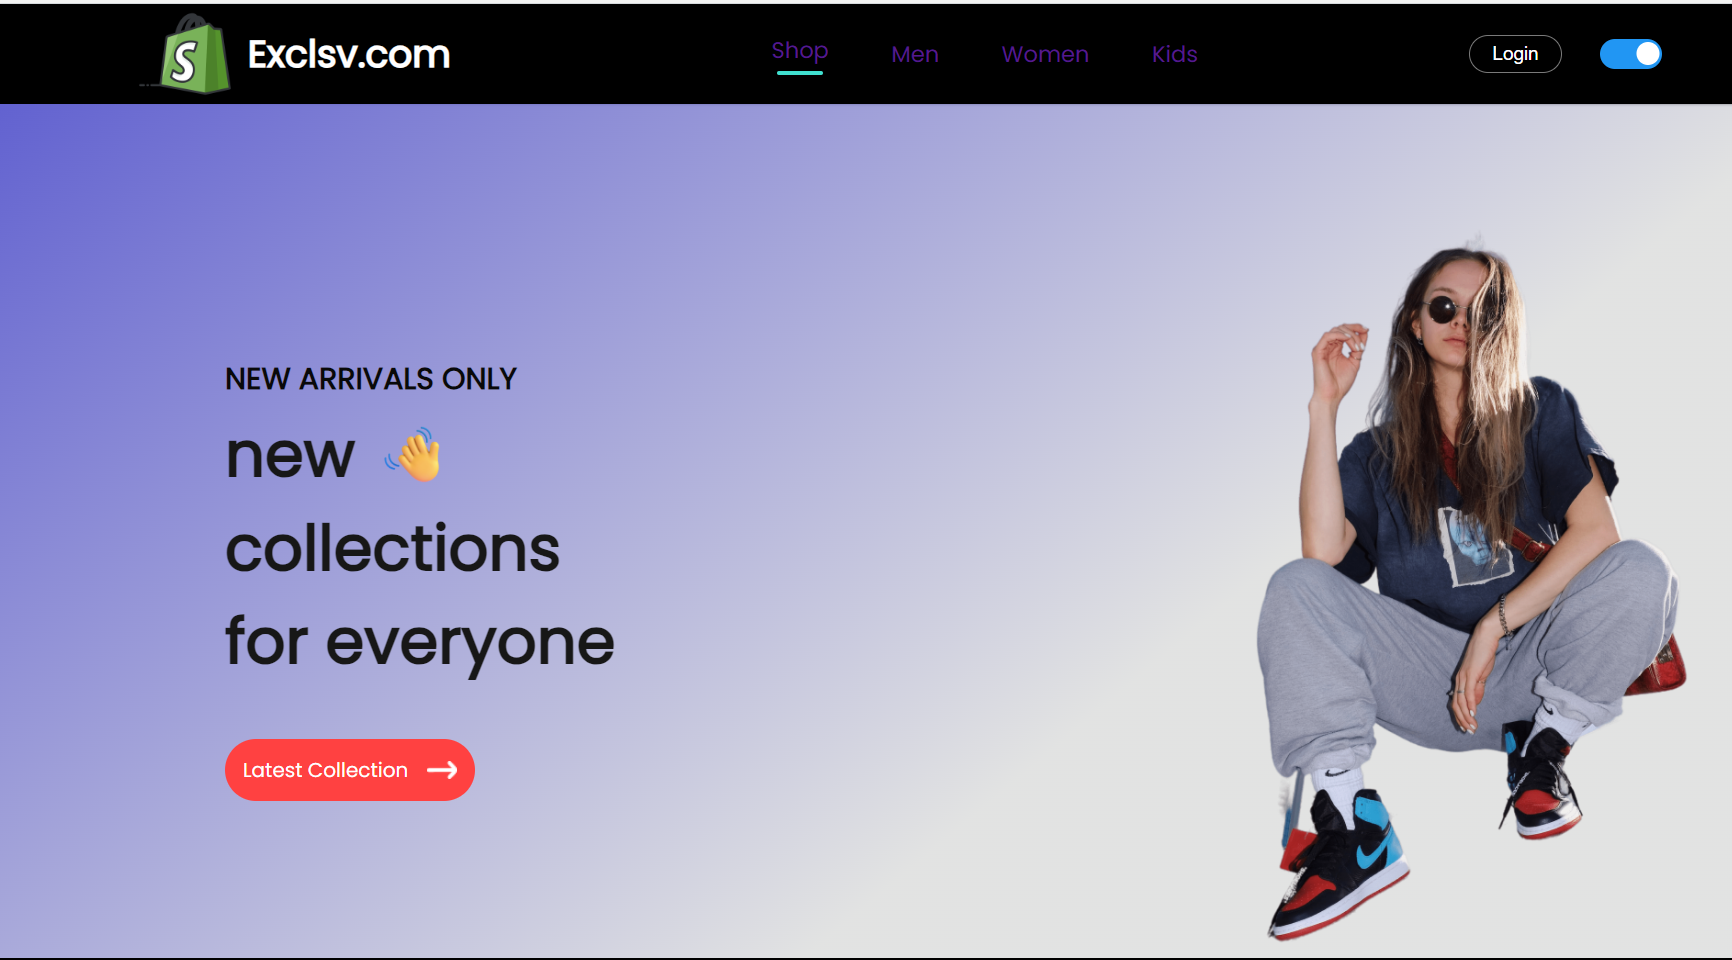 S
Exclsv.com
Shop
Men
Women
Kids
Login
NEW ARRIVALS ONLY
new 👋
collections
for everyone
Latest Collection →